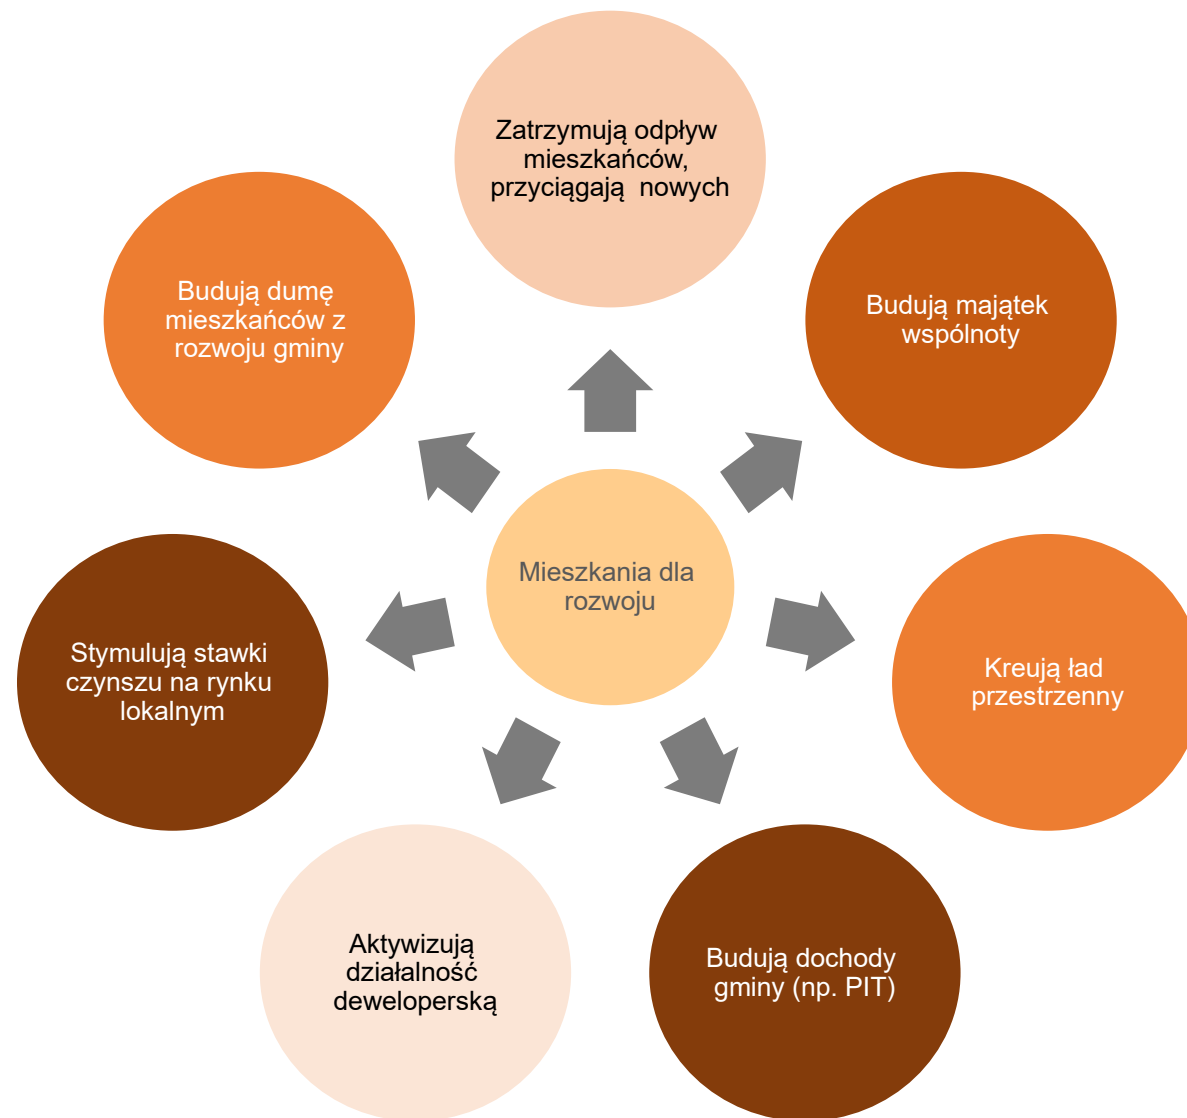 Zatrzymują odpływ
mieszkańców,
przyciągają  nowych
Budują majątek
wspólnoty
Kreują ład
przestrzenny
Budują dochody
gminy (np. PIT)
Aktywizują
działalność
deweloperską
Stymulują stawki
czynszu na rynku
lokalnym
Budują dumę
mieszkańców z
rozwoju gminy
Mieszkania dla
rozwoju